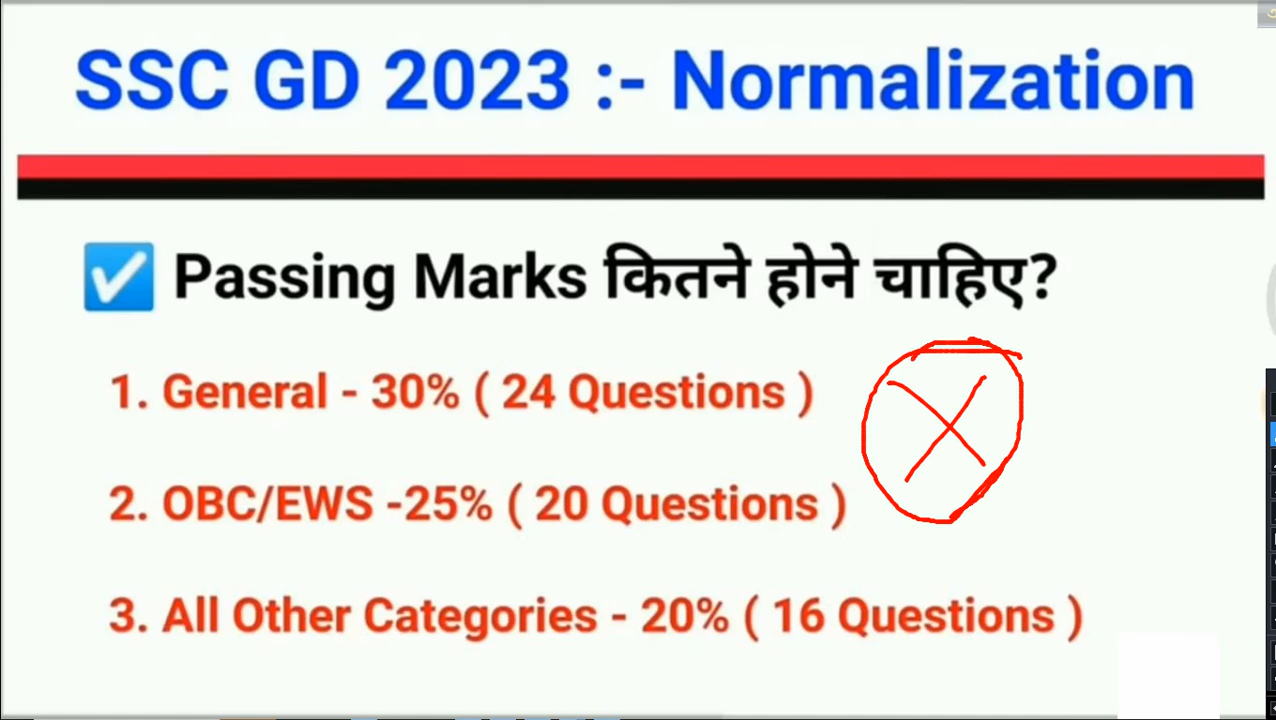 SSC GD 2023 :- Normalization
Passing Marks कितने होने चाहिए?
1. General - 30% ( 24 Questions )
2. OBC/EWS -25% ( 20 Questions )
3. All Other Categories - 20% ( 16 Questions )